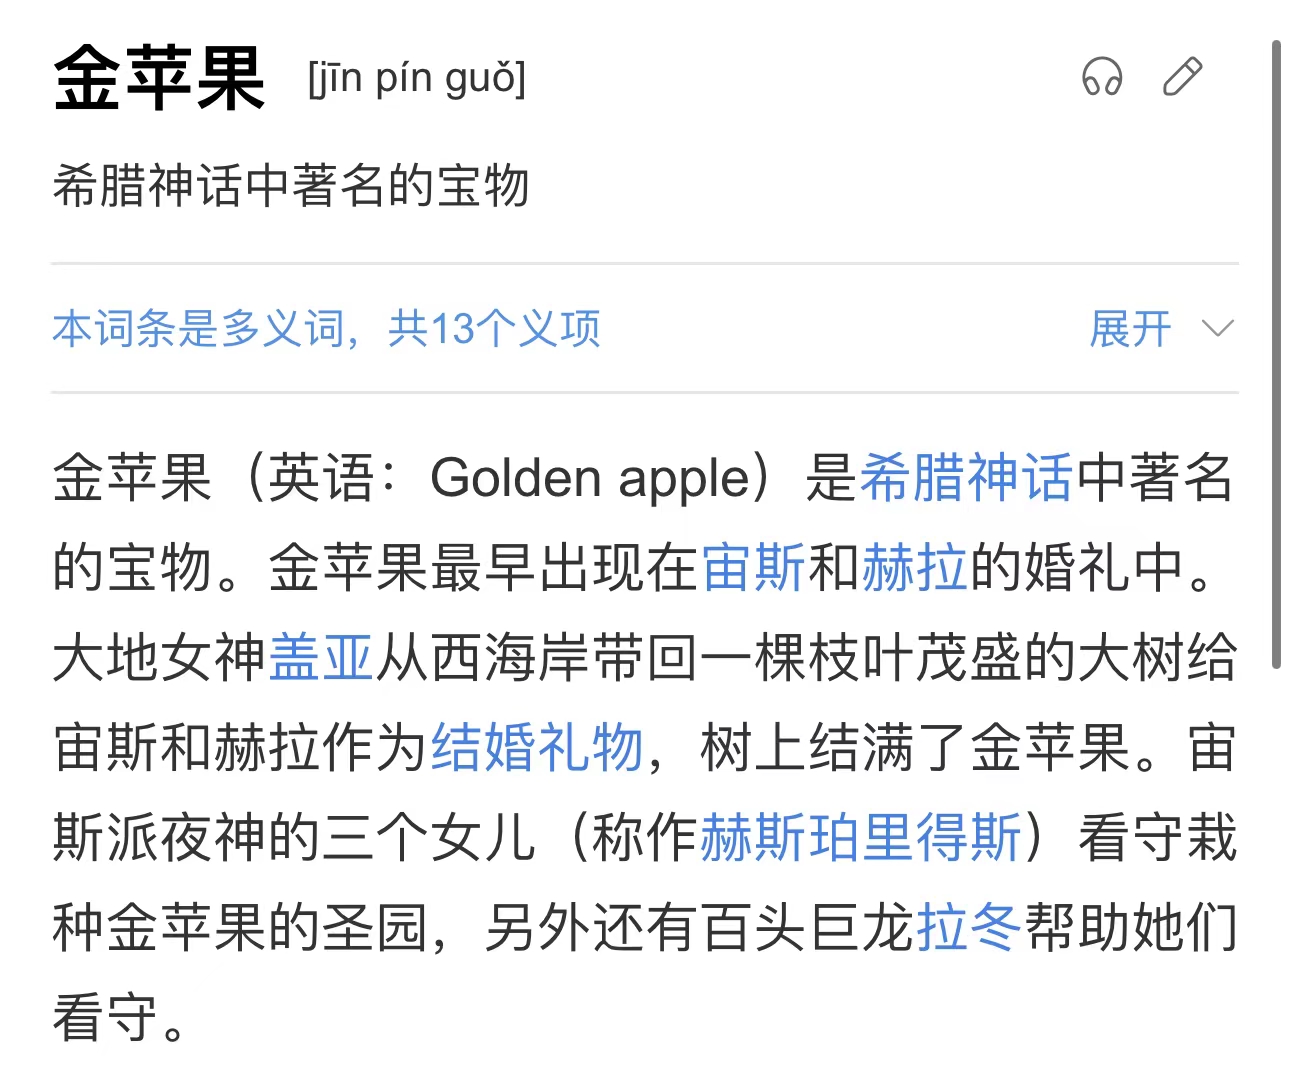 金苹果 [jīn pín guǒ]
希腊神话中著名的宝物
本词条是多义词，共13个义项 展开
金苹果（英语：Golden apple）是希腊神话中著名
的宝物。金苹果最早出现在宙斯和赫拉的婚礼中。
大地女神盖亚从西海岸带回一棵枝叶茂盛的大树给
宙斯和赫拉作为结婚礼物，树上结满了金苹果。宙
斯派夜神的三个女儿（称作赫斯珀里得斯）看守栽
种金苹果的圣园，另外还有百头巨龙拉冬帮助她们
看守。